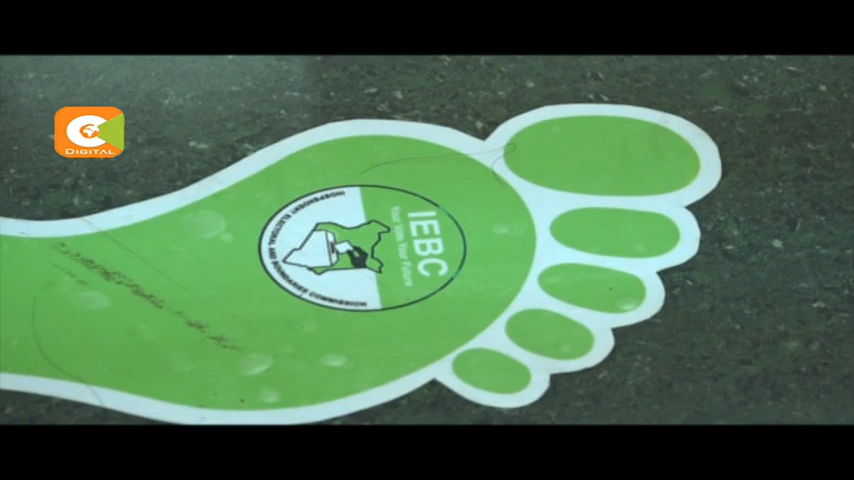 C
DIGITAL
IEBC
Your Vote, Your Future
INDEPENDENT ELECTORAL AND BOUNDARIES COMMISSION